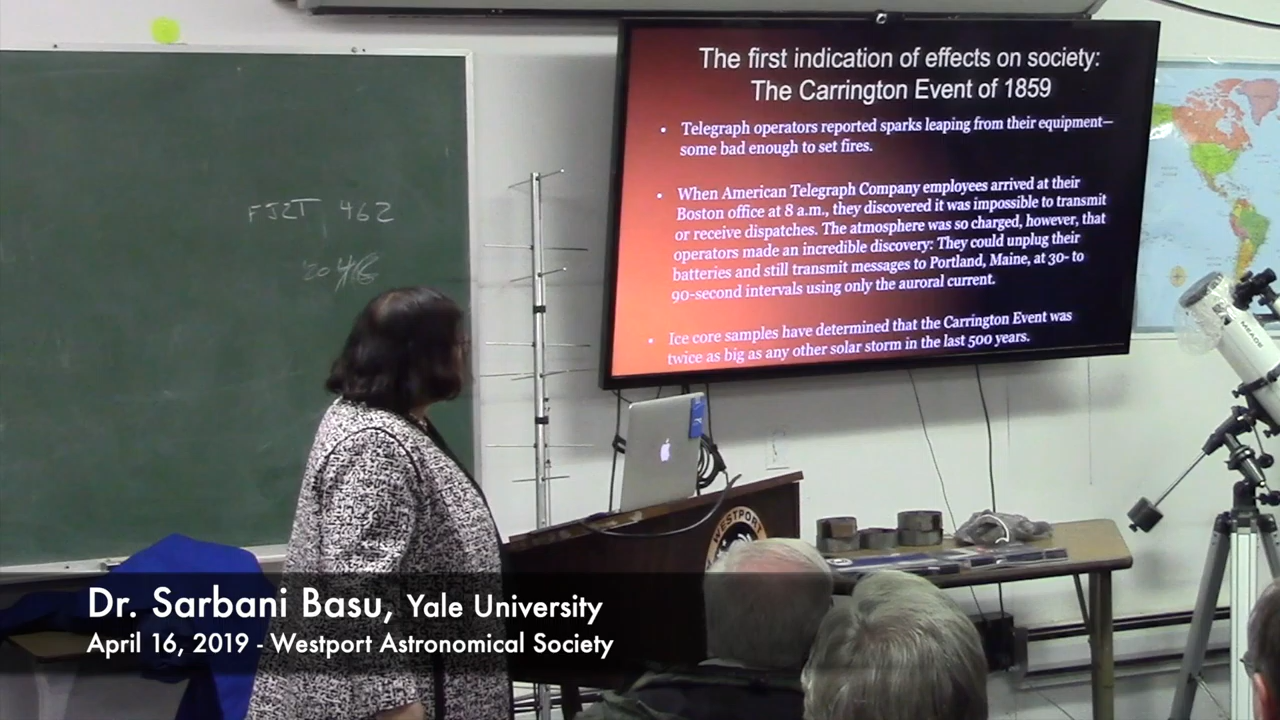 The first indication of effects on society:
The Carrington Event of 1859
• Telegraph operators reported sparks leaping from their equipment—
some bad enough to set fires.
• When American Telegraph Company employees arrived at their
Boston office at 8 a.m., they discovered it was impossible to transmit
or receive dispatches. The atmosphere was so charged, however, that
operators made an incredible discovery: They could unplug their
batteries and still transmit messages to Portland, Maine, at 30- to
90-second intervals using only the auroral current.
• Ice core samples have determined that the Carrington Event was
twice as big as any other solar storm in the last 500 years.
462
WESTPORT
MEADE
Dr. Sarbani Basu, Yale University
April 16, 2019 - Westport Astronomical Society